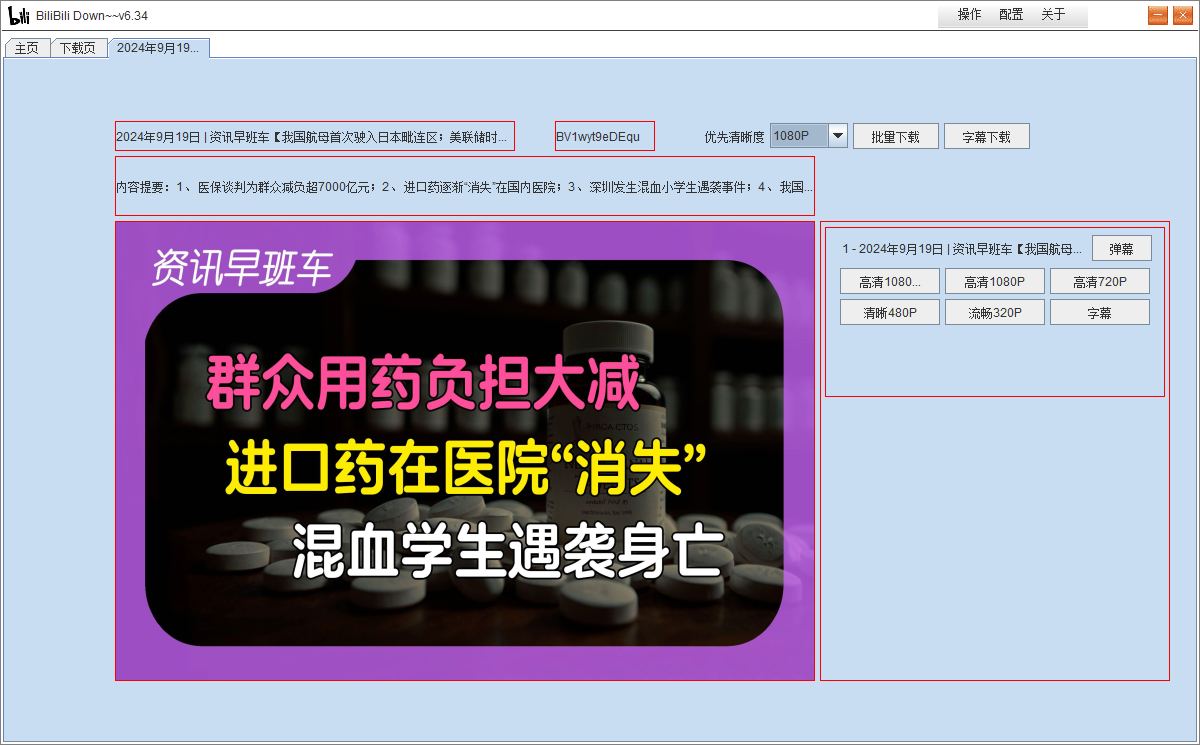 bili BiliBili Down~~v6.34 操作 配置 关于
主页 下载页 2024年9月19...
2024年9月19日 | 资讯早班车【我国航母首次驶入日本毗连区；美联储时... BV1wyt9eDEqu 优先清晰度 1080P 批量下载 字幕下载
内容提要：1、医保谈判为群众减负超7000亿元；2、进口药逐渐“消失”在国内医院；3、深圳发生混血小学生遇袭事件；4、我国...
资讯早班车
群众用药负担大减
进口药在医院“消失”
混血学生遇袭身亡
1 - 2024年9月19日 | 资讯早班车【我国航母... 弹幕
高清1080... 高清1080P 高清720P
清晰480P 流畅320P 字幕